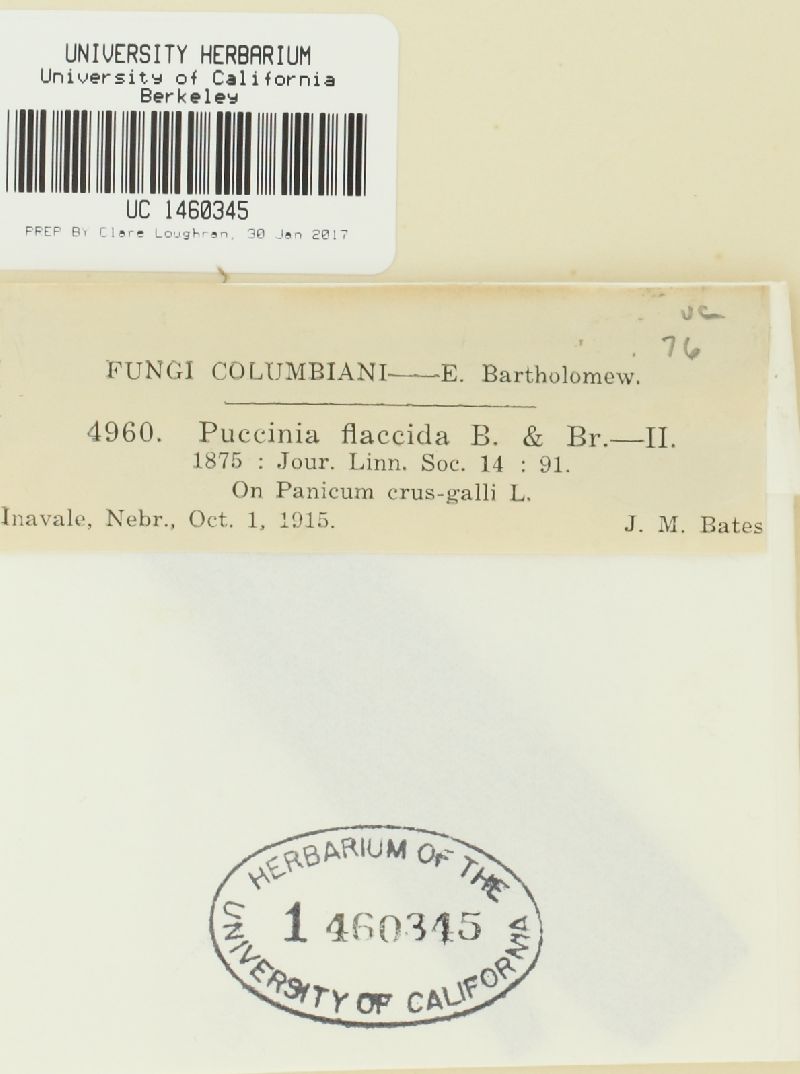 UNIVERSITY HERBARIUM
University of California
Berkeley
UC 1460345
PREP BY Clare Loughran, 30 Jan 2017
UC
76
FUNGI COLUMBIANI——E. Bartholomew.
4960. Puccinia flaccida B. & Br.—II.
1875 : Jour. Linn. Soc. 14 : 91.
On Panicum crus-galli L.
Inavale, Nebr., Oct. 1, 1915. J. M. Bates
HERBARIUM OF THE
1460345
UNIVERSITY OF CALIFORNIA